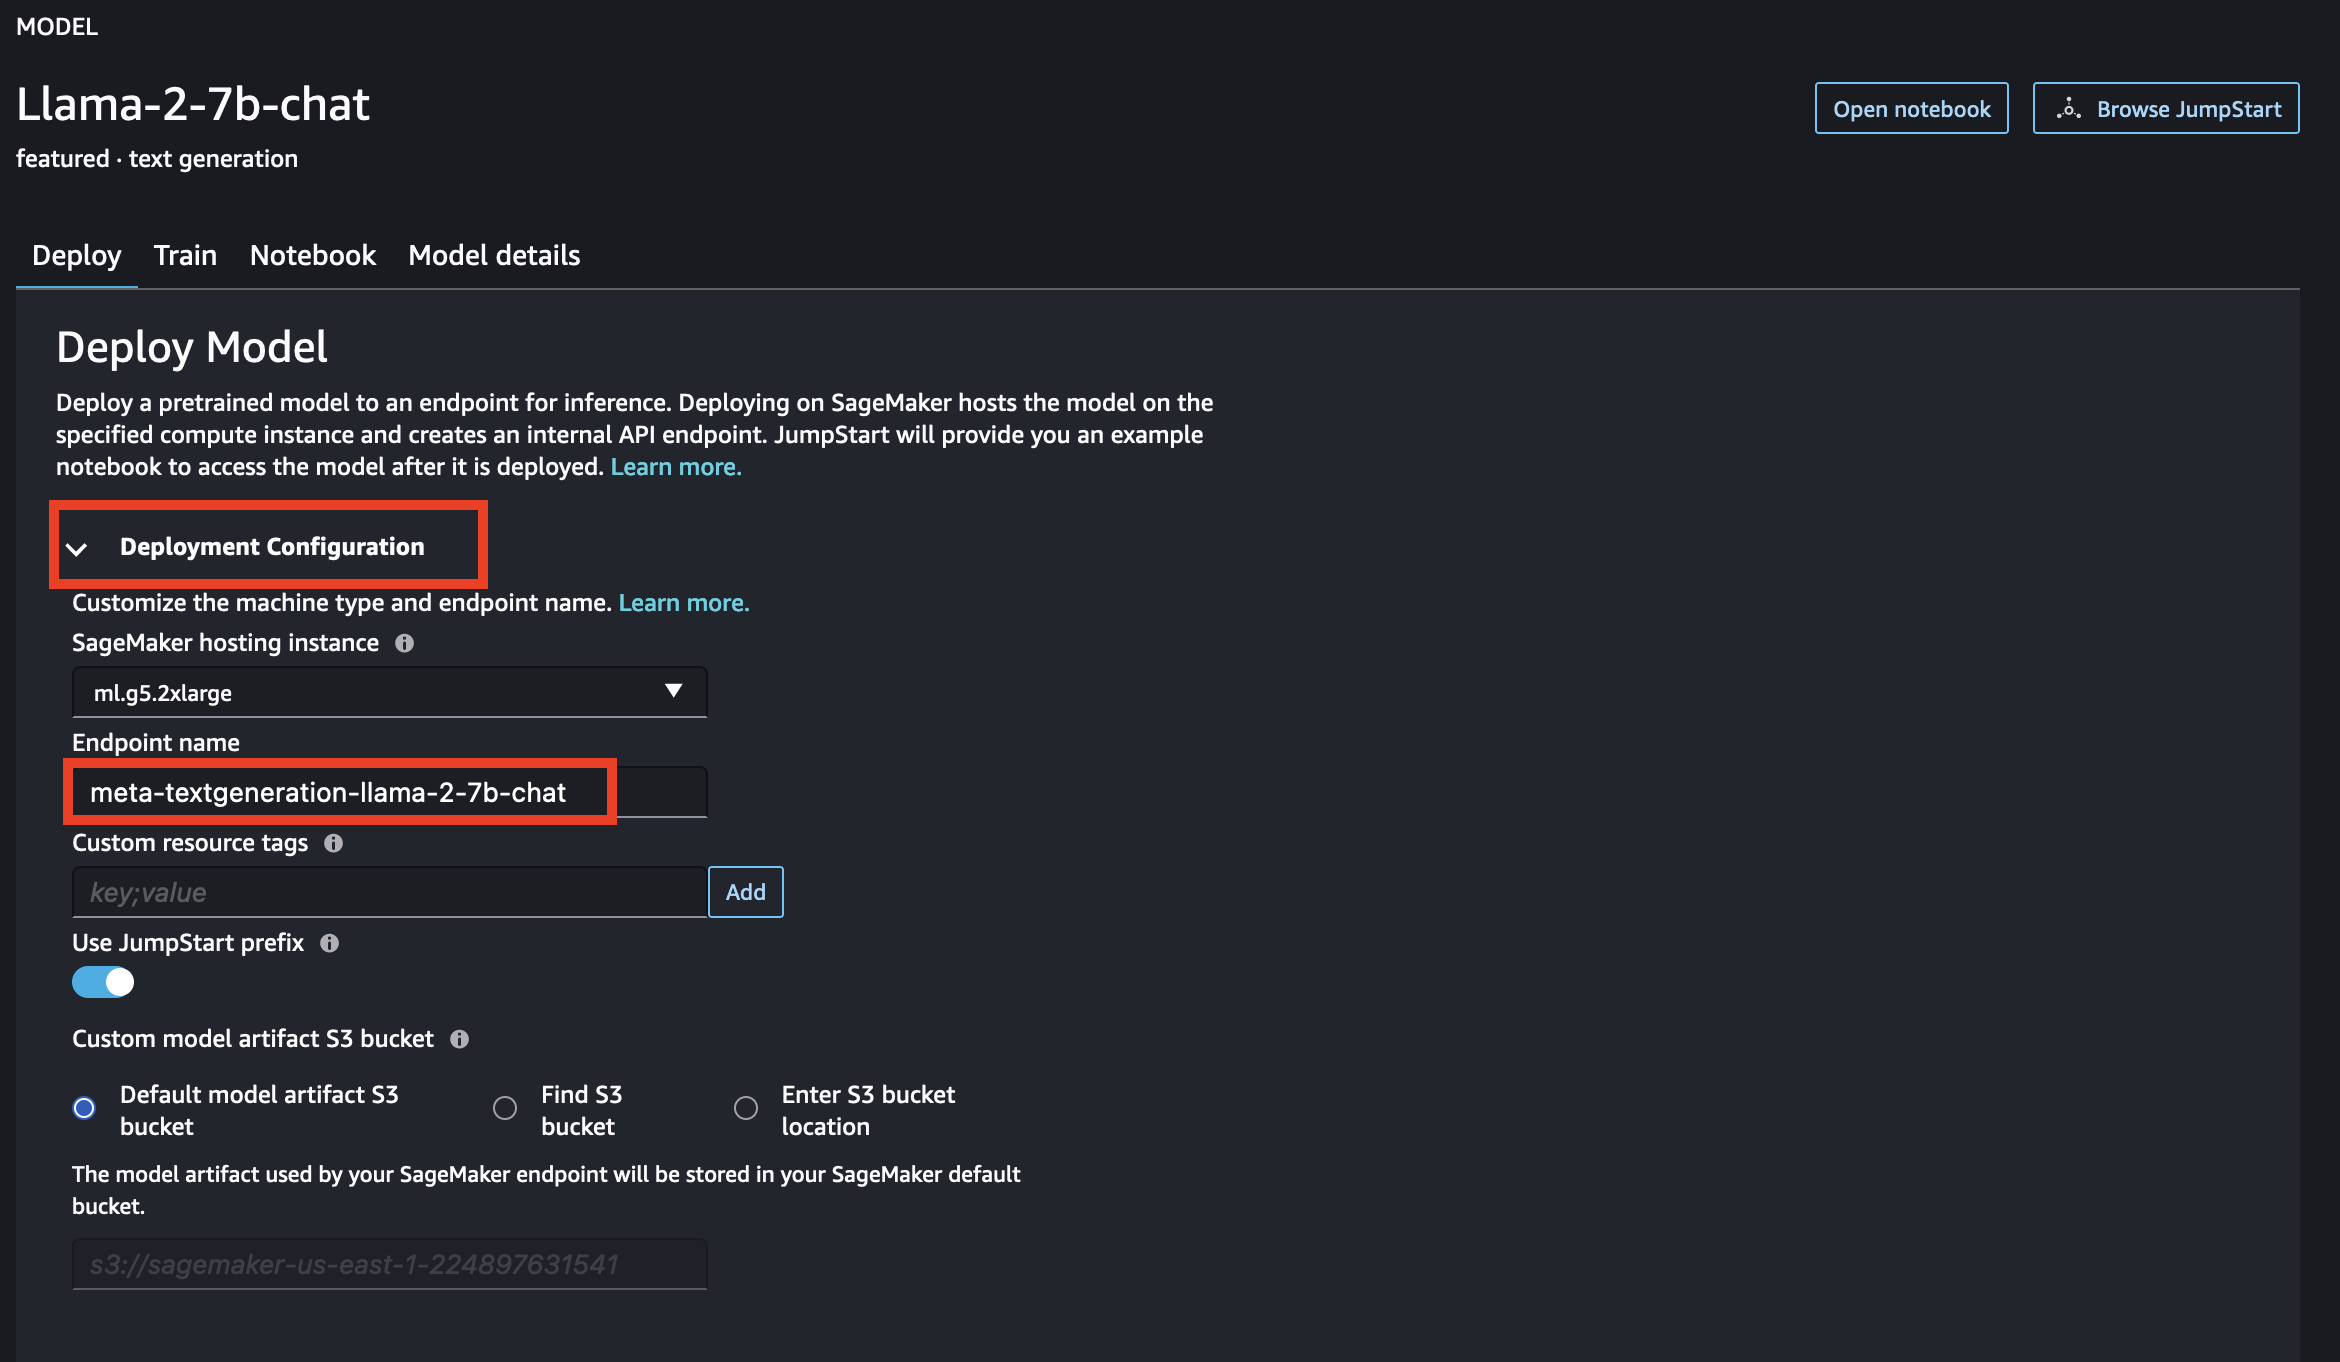 MODEL
Llama-2-7b-chat
Open notebook
Browse JumpStart
featured · text generation
Deploy
Train
Notebook
Model details
Deploy Model
Deploy a pretrained model to an endpoint for inference. Deploying on SageMaker hosts the model on the
specified compute instance and creates an internal API endpoint. JumpStart will provide you an example
notebook to access the model after it is deployed. Learn more.
Deployment Configuration
Customize the machine type and endpoint name. Learn more.
SageMaker hosting instance
ml.g5.2xlarge
Endpoint name
meta-textgeneration-llama-2-7b-chat
Custom resource tags
key;value
Add
Use JumpStart prefix
Custom model artifact S3 bucket
Default model artifact S3
bucket
Find S3
bucket
Enter S3 bucket
location
The model artifact used by your SageMaker endpoint will be stored in your SageMaker default
bucket.
s3://sagemaker-us-east-1-224897631541